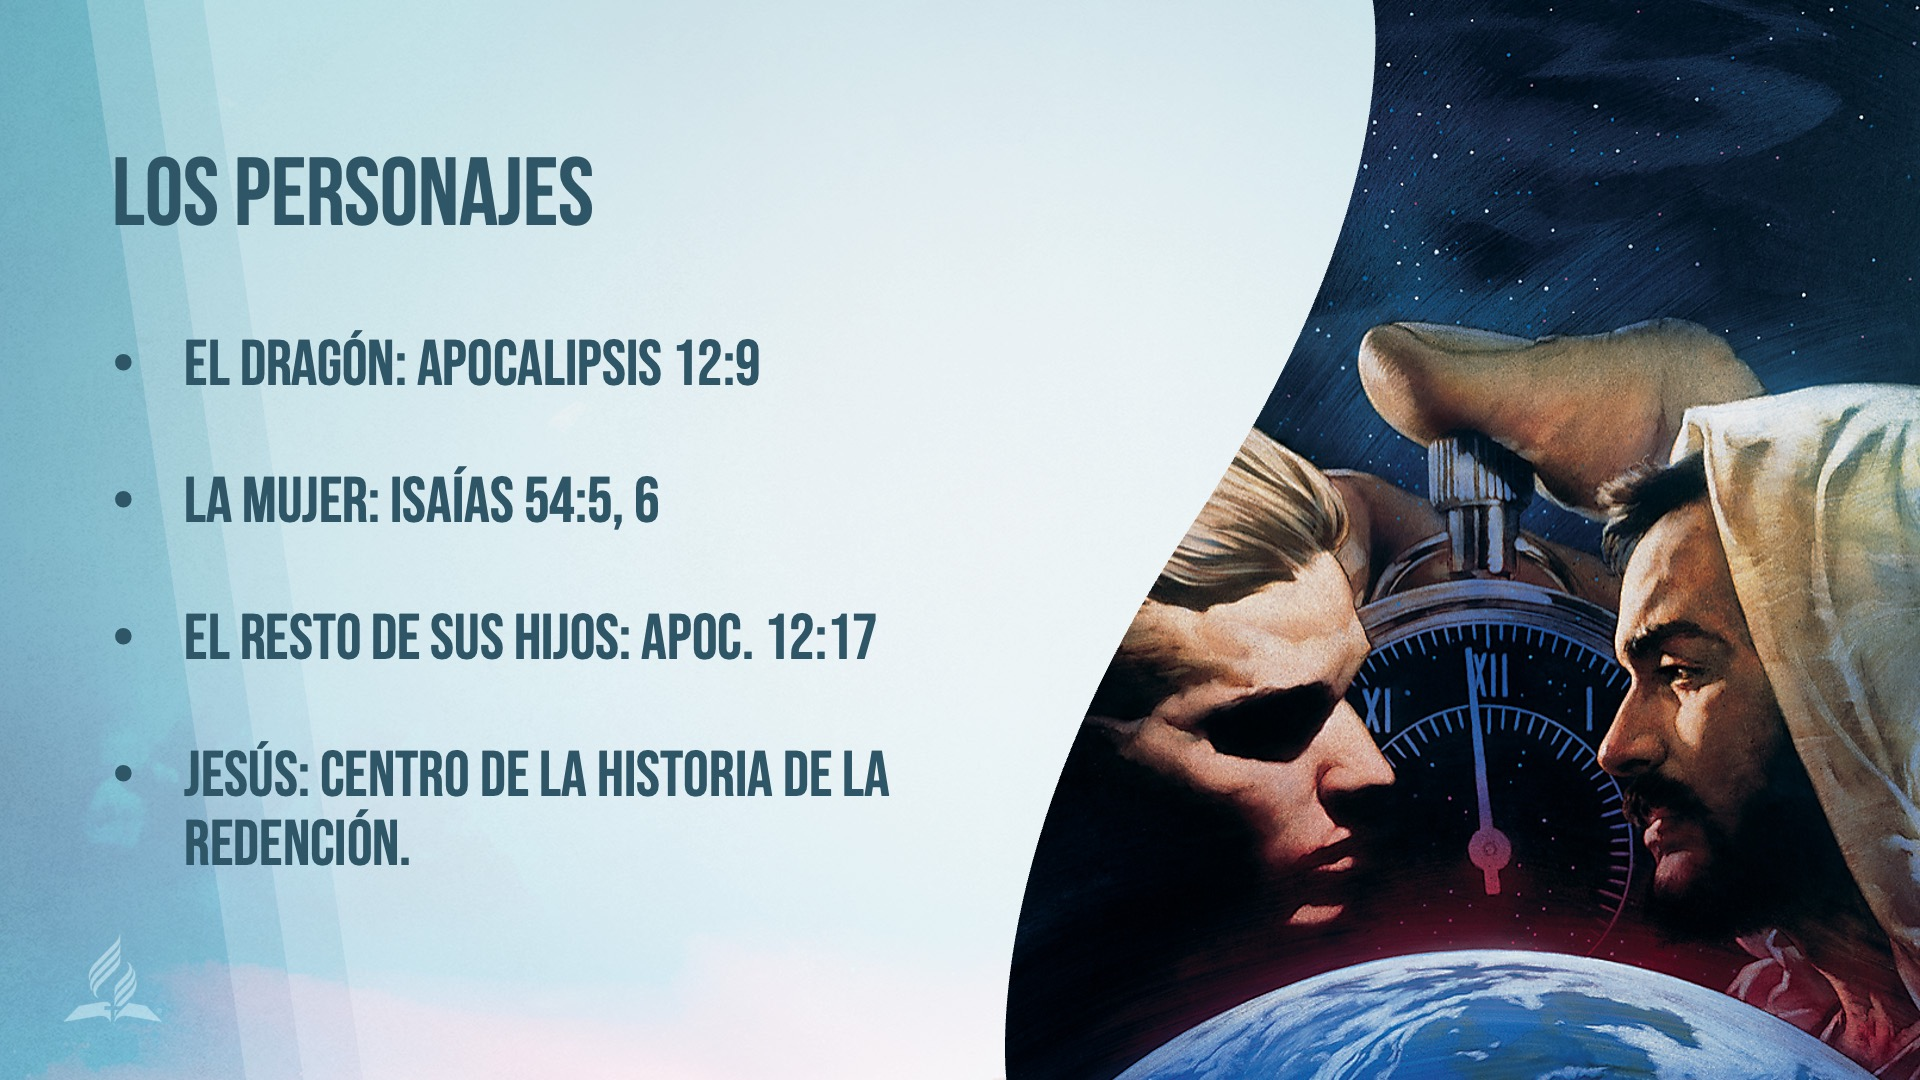 LOS PERSONAJES
• EL DRAGÓN: APOCALIPSIS 12:9
• LA MUJER: ISAÍAS 54:5, 6
• EL RESTO DE SUS HIJOS: APOC. 12:17
• JESÚS: CENTRO DE LA HISTORIA DE LA
REDENCIÓN.
XI XII I